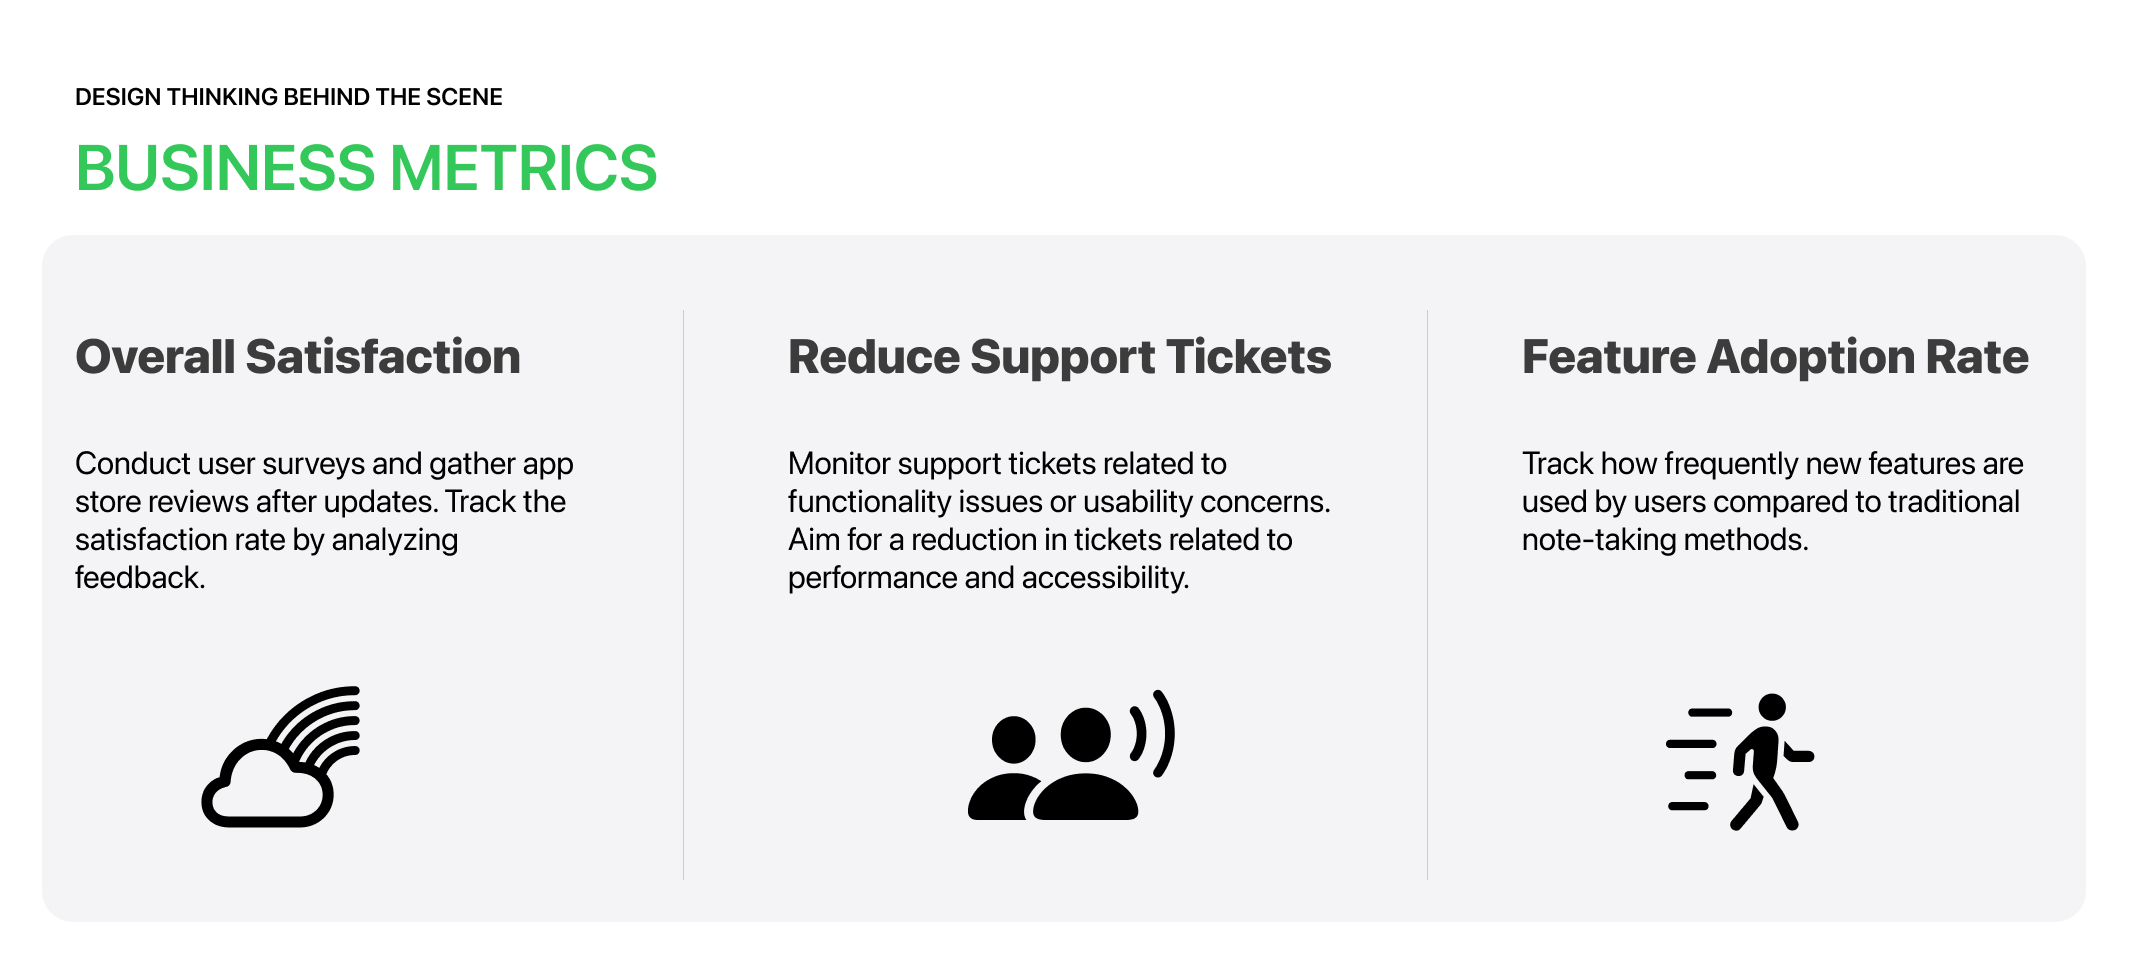 DESIGN THINKING BEHIND THE SCENE
BUSINESS METRICS
Overall Satisfaction
Conduct user surveys and gather app
store reviews after updates. Track the
satisfaction rate by analyzing
feedback.
Reduce Support Tickets
Monitor support tickets related to
functionality issues or usability concerns.
Aim for a reduction in tickets related to
performance and accessibility.
Feature Adoption Rate
Track how frequently new features are
used by users compared to traditional
note-taking methods.